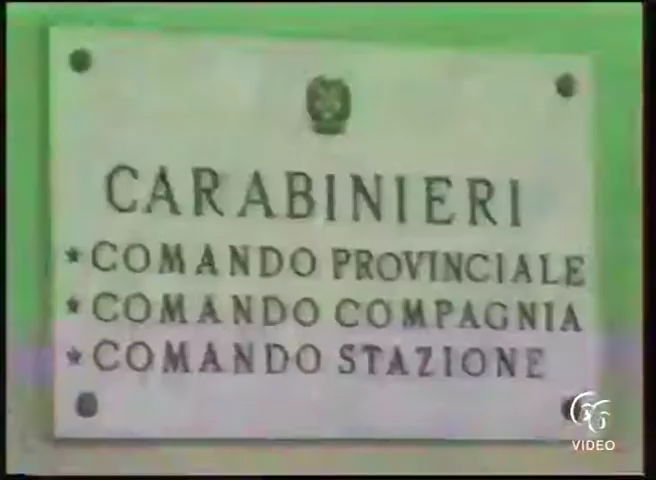 CARABINIERI
* COMANDO PROVINCIALE
* COMANDO COMPAGNIA
* COMANDO STAZIONE
VIDEO